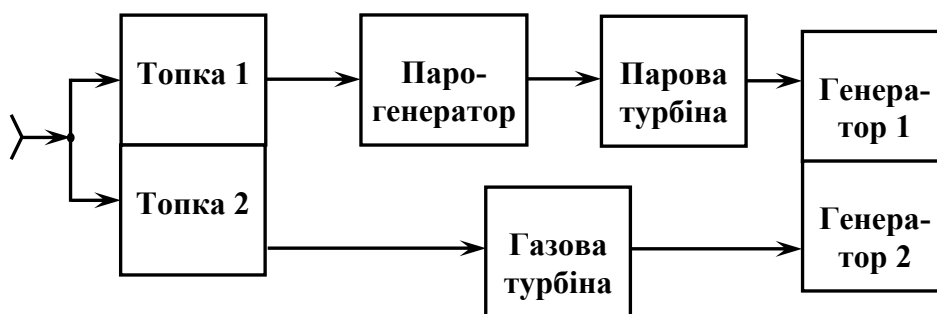 Топка 1
Паро-
генератор
Парова
турбіна
Генера-
тор 1
Топка 2
Газова
турбіна
Генера-
тор 2